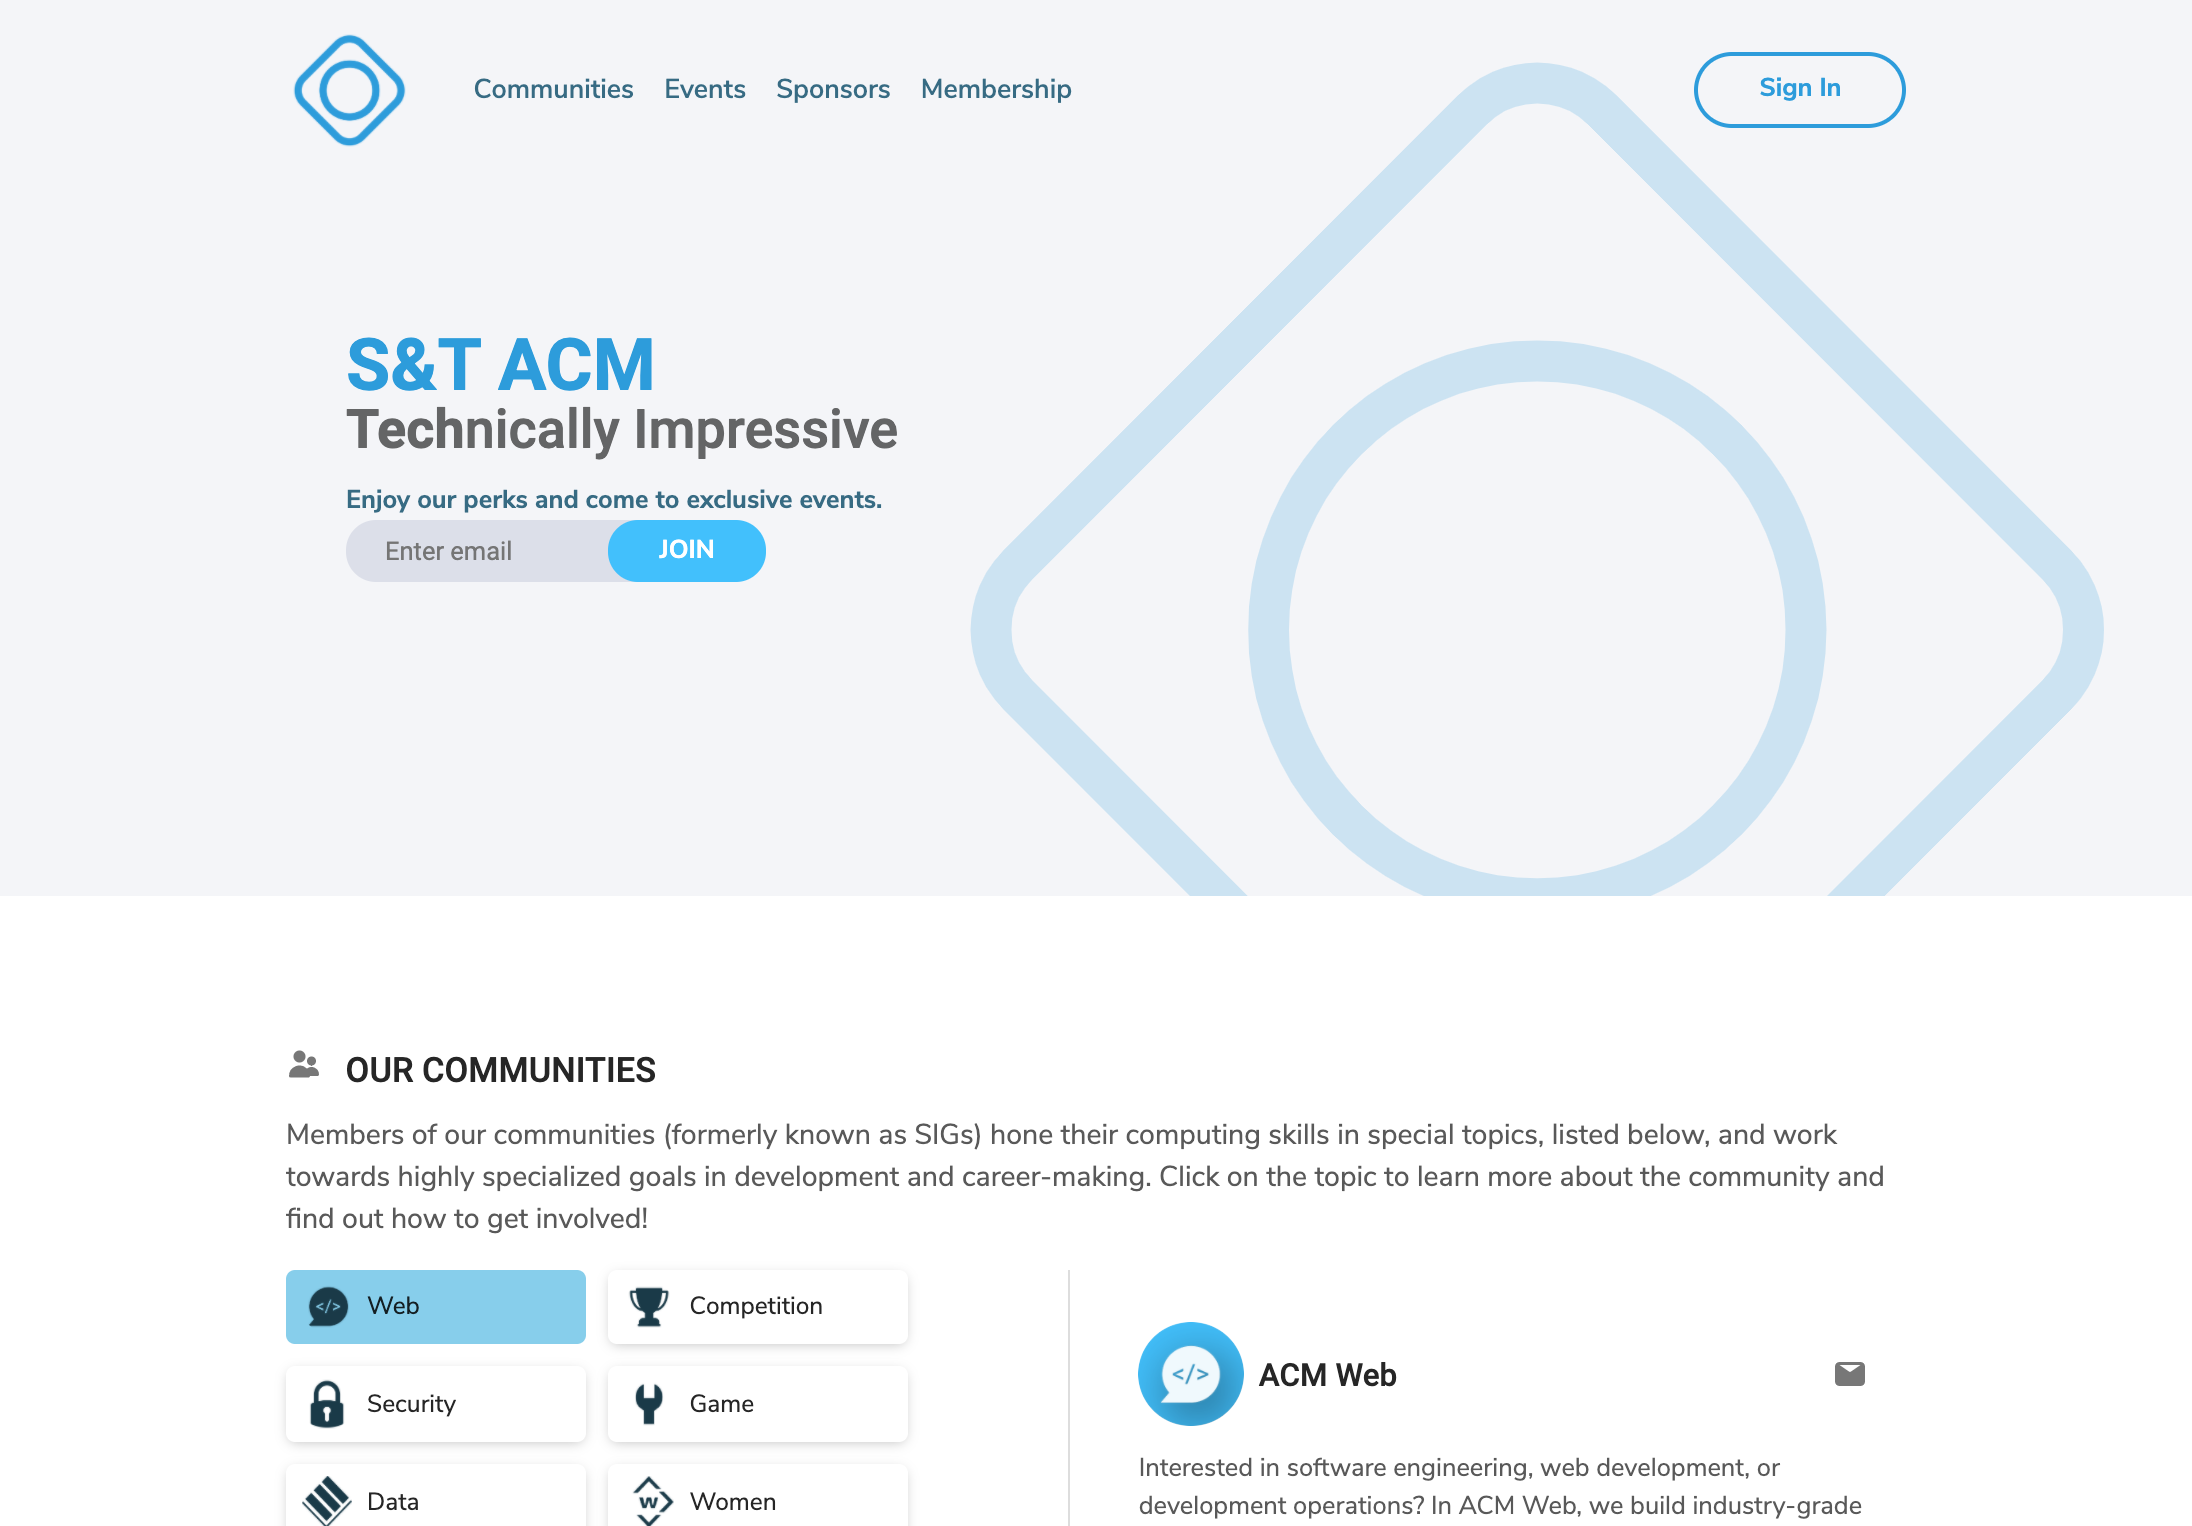 Communities Events Sponsors Membership
Sign In
S&T ACM
Technically Impressive
Enjoy our perks and come to exclusive events.
Enter email
JOIN
OUR COMMUNITIES
Members of our communities (formerly known as SIGs) hone their computing skills in special topics, listed below, and work
towards highly specialized goals in development and career-making. Click on the topic to learn more about the community and
find out how to get involved!
</> Web
Competition
Security
Game
Data
W Women
</> ACM Web
Interested in software engineering, web development, or
development operations? In ACM Web, we build industry-grade